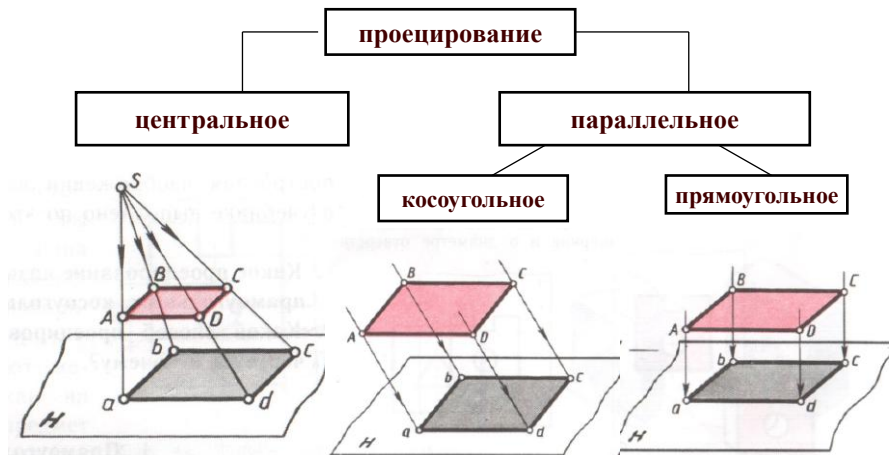 проецирование
центральное
параллельное
косоугольное
прямоугольное
S
B C
A D
b c
a d
H
B C
A D
b c
a d
H
B C
A D
b c
a d
H